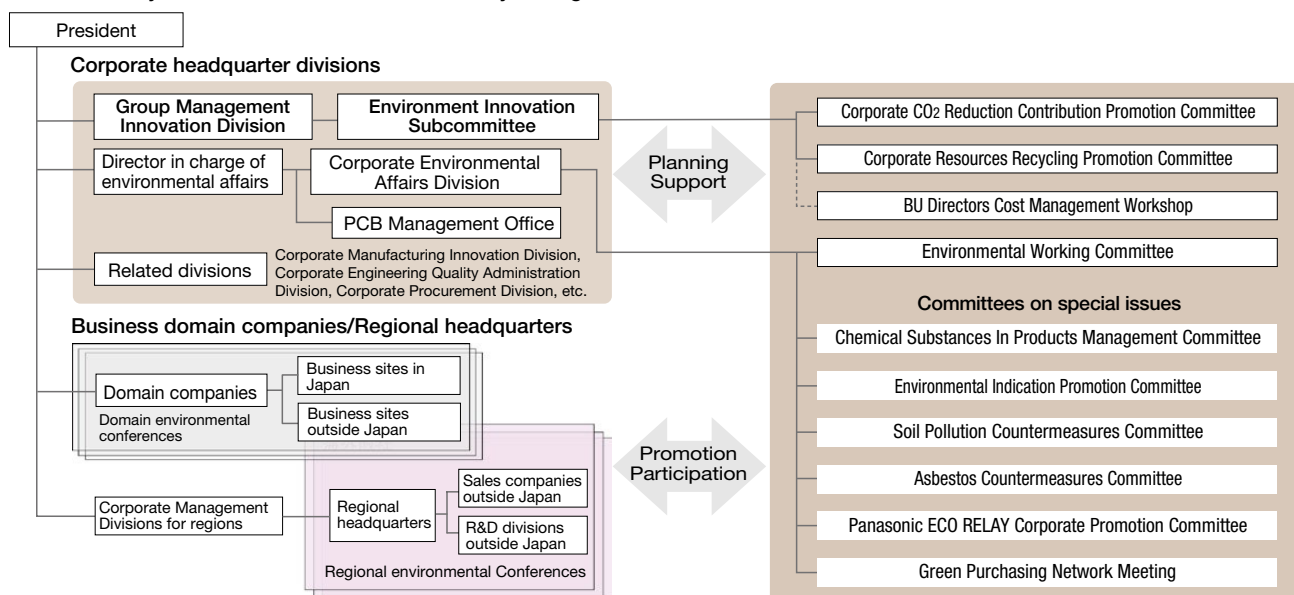 President
Corporate headquarter divisions
Group Management
Innovation Division
Environment Innovation
Subcommittee
Director in charge of
environmental affairs
Corporate Environmental
Affairs Division
PCB Management Office
Related divisions
Corporate Manufacturing Innovation Division,
Corporate Engineering Quality Administration
Division, Corporate Procurement Division, etc.
Planning
Support
Corporate CO2 Reduction Contribution Promotion Committee
Corporate Resources Recycling Promotion Committee
BU Directors Cost Management Workshop
Environmental Working Committee
Committees on special issues
Chemical Substances In Products Management Committee
Environmental Indication Promotion Committee
Soil Pollution Countermeasures Committee
Asbestos Countermeasures Committee
Panasonic ECO RELAY Corporate Promotion Committee
Green Purchasing Network Meeting
Business domain companies/Regional headquarters
Domain companies
Domain environmental
conferences
Business sites in
Japan
Business sites
outside Japan
Promotion
Participation
Corporate Management
Divisions for regions
Regional
headquarters
Sales companies
outside Japan
R&D divisions
outside Japan
Regional environmental Conferences